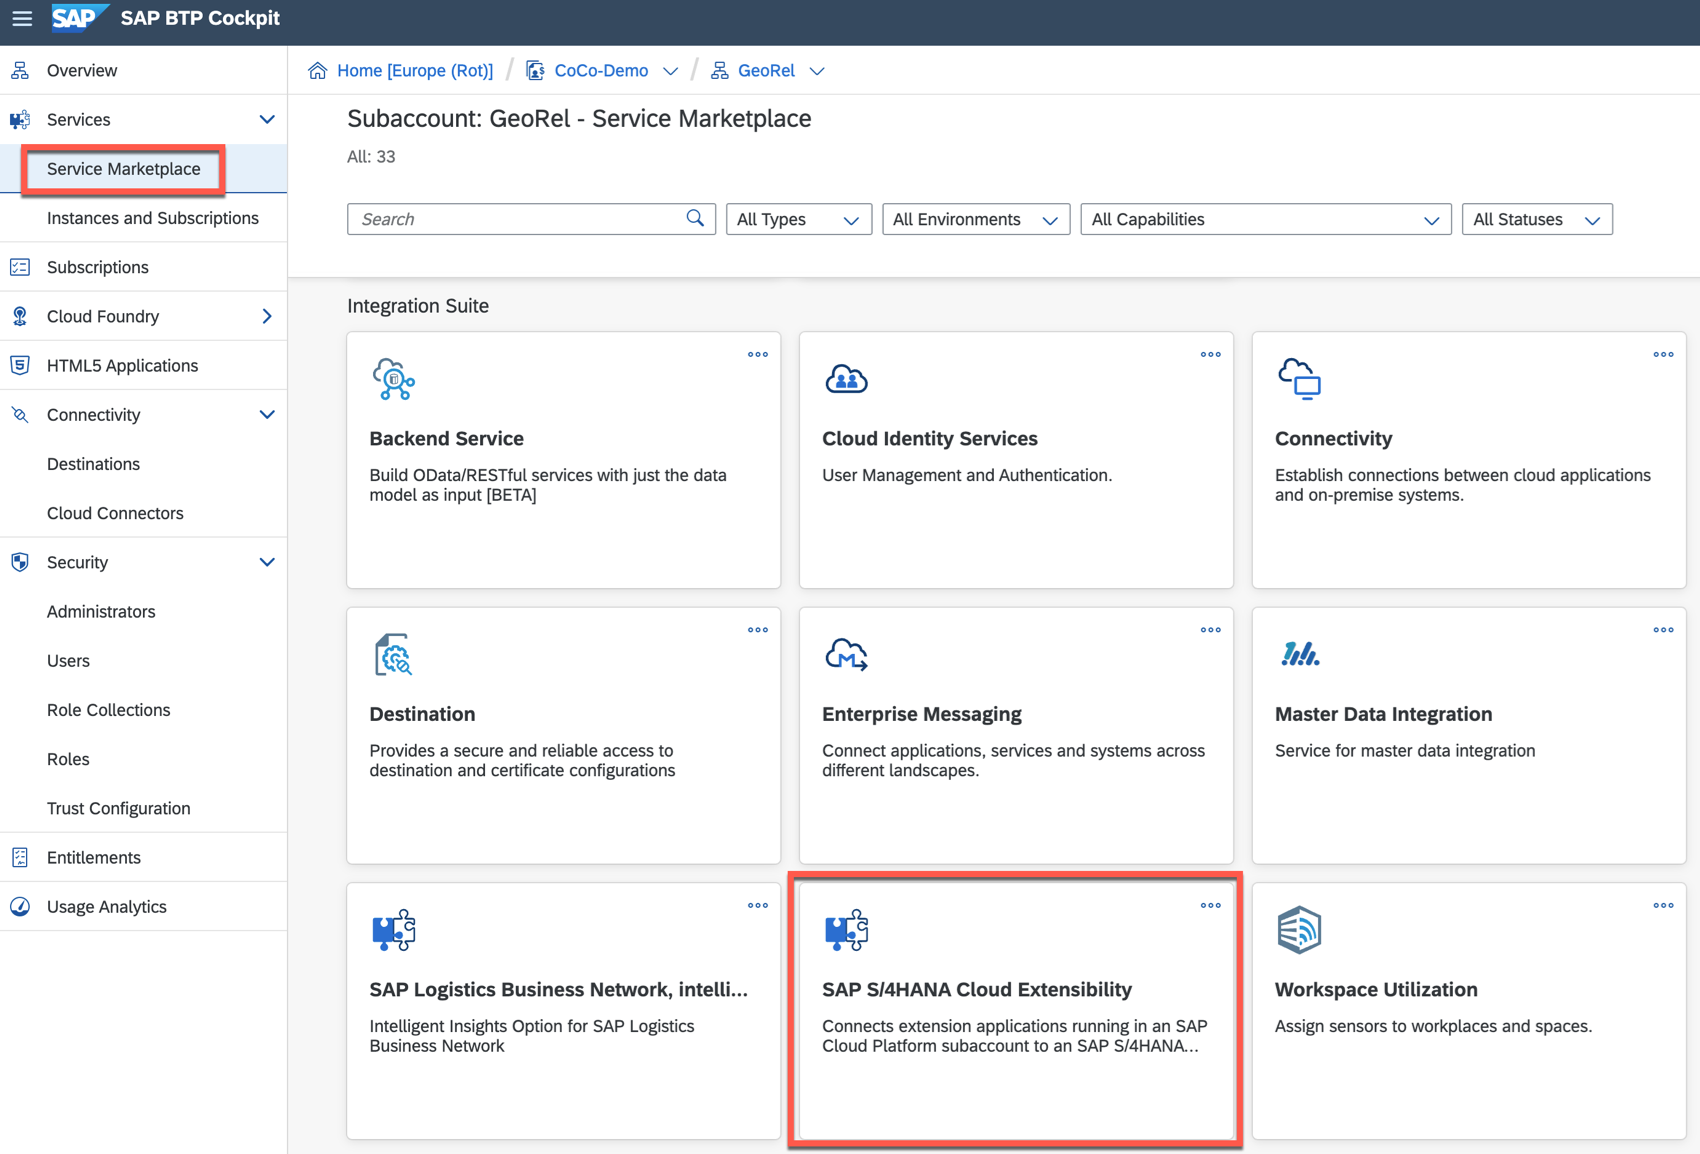 SAP SAP BTP Cockpit
Overview
Services
Service Marketplace
Instances and Subscriptions
Subscriptions
Cloud Foundry
HTML5 Applications
Connectivity
Destinations
Cloud Connectors
Security
Administrators
Users
Role Collections
Roles
Trust Configuration
Entitlements
Usage Analytics
Home [Europe (Rot)] / CoCo-Demo / GeoRel
Subaccount: GeoRel - Service Marketplace
All: 33
Search All Types All Environments All Capabilities All Statuses
Integration Suite
Backend Service
Build OData/RESTful services with just the data
model as input [BETA]
Cloud Identity Services
User Management and Authentication.
Connectivity
Establish connections between cloud applications
and on-premise systems.
Destination
Provides a secure and reliable access to
destination and certificate configurations
Enterprise Messaging
Connect applications, services and systems across
different landscapes.
Master Data Integration
Service for master data integration
SAP Logistics Business Network, intelli...
Intelligent Insights Option for SAP Logistics
Business Network
SAP S/4HANA Cloud Extensibility
Connects extension applications running in an SAP
Cloud Platform subaccount to an SAP S/4HANA...
Workspace Utilization
Assign sensors to workplaces and spaces.